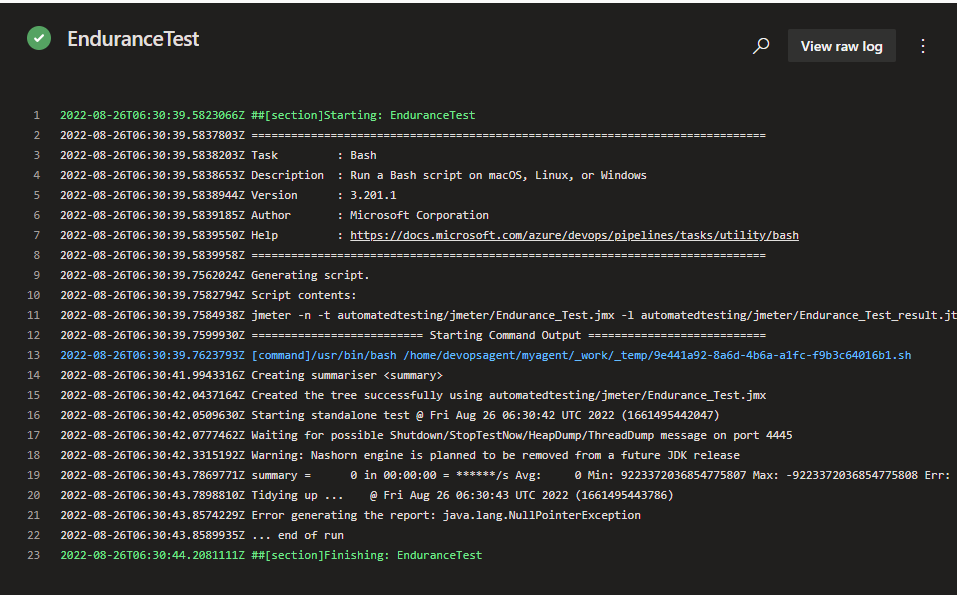 EnduranceTest
View raw log
1 2022-08-26T06:30:39.5823066Z ##[section]Starting: EnduranceTest
2 2022-08-26T06:30:39.5837803Z ==============================================================================
3 2022-08-26T06:30:39.5838203Z Task         : Bash
4 2022-08-26T06:30:39.5838653Z Description  : Run a Bash script on macOS, Linux, or Windows
5 2022-08-26T06:30:39.5838944Z Version      : 3.201.1
6 2022-08-26T06:30:39.5839185Z Author       : Microsoft Corporation
7 2022-08-26T06:30:39.5839550Z Help         : https://docs.microsoft.com/azure/devops/pipelines/tasks/utility/bash
8 2022-08-26T06:30:39.5839958Z ==============================================================================
9 2022-08-26T06:30:39.7562024Z Generating script.
10 2022-08-26T06:30:39.7582794Z Script contents:
11 2022-08-26T06:30:39.7584938Z jmeter -n -t automatedtesting/jmeter/Endurance_Test.jmx -l automatedtesting/jmeter/Endurance_Test_result.jt
12 2022-08-26T06:30:39.7599930Z ========================== Starting Command Output ===========================
13 2022-08-26T06:30:39.7623793Z [command]/usr/bin/bash /home/devopsagent/myagent/_work/_temp/9e441a92-8a6d-4b6a-a1fc-f9b3c64016b1.sh
14 2022-08-26T06:30:41.9943316Z Creating summariser <summary>
15 2022-08-26T06:30:42.0437164Z Created the tree successfully using automatedtesting/jmeter/Endurance_Test.jmx
16 2022-08-26T06:30:42.0509630Z Starting standalone test @ Fri Aug 26 06:30:42 UTC 2022 (1661495442047)
17 2022-08-26T06:30:42.0777462Z Waiting for possible Shutdown/StopTestNow/HeapDump/ThreadDump message on port 4445
18 2022-08-26T06:30:42.3315192Z Warning: Nashorn engine is planned to be removed from a future JDK release
19 2022-08-26T06:30:43.7869771Z summary =      0 in 00:00:00 = ******/s Avg:     0 Min: 9223372036854775807 Max: -9223372036854775808 Err:
20 2022-08-26T06:30:43.7898810Z Tidying up ...    @ Fri Aug 26 06:30:43 UTC 2022 (1661495443786)
21 2022-08-26T06:30:43.8574229Z Error generating the report: java.lang.NullPointerException
22 2022-08-26T06:30:43.8589935Z ... end of run
23 2022-08-26T06:30:44.2081111Z ##[section]Finishing: EnduranceTest